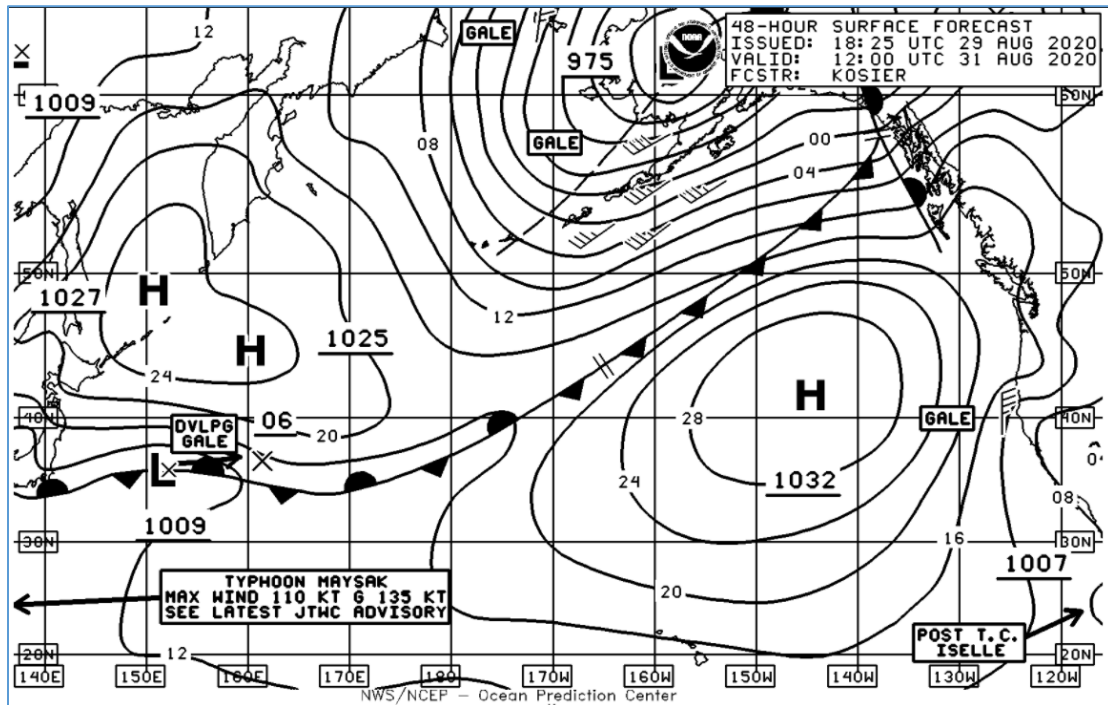 48-HOUR SURFACE FORECAST
ISSUED: 18:25 UTC 29 AUG 2020
VALID: 12:00 UTC 31 AUG 2020
FCSTR: KOSIER
NOAA
12
GALE
975
L
1009
60N
60N
GALE
08
00
04
50N
50N
H
1027
12
H
1025
24
H
40N
DVLPG
GALE
06
20
28
GALE
40N
04
L
24
1032
1009
08
30N
16
30N
1007
TYPHOON MAYSAK
MAX WIND 110 KT G 135 KT
SEE LATEST JTWC ADVISORY
20
POST T.C.
ISELLE
20N
12
20N
140E
150E
160E
170E
180
170W
160W
150W
140W
130W
120W
NWS/NCEP – Ocean Prediction Center